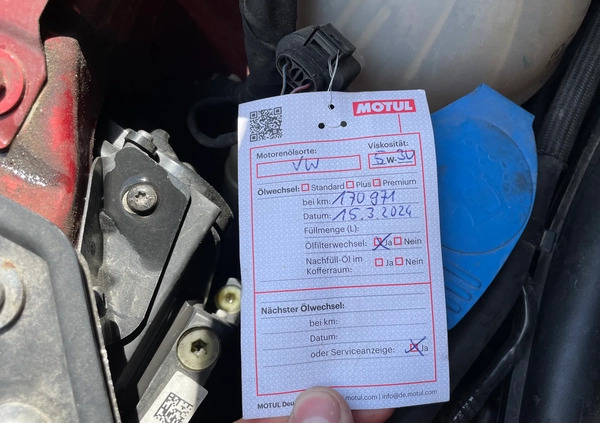 MOTUL
Motorenölsorte: Viskosität:
VW 5W-30
Ölwechsel: Standard Plus Premium
bei km: 170971
Datum: 15.3.2024
Füllmenge (L):
Ölfilterwechsel: Ja Nein
Nachfüll-Öl im
Kofferraum: Ja Nein
Nächster Ölwechsel:
bei km:
Datum:
oder Serviceanzeige: Ja
MOTUL motul.com | info@de.motul.com